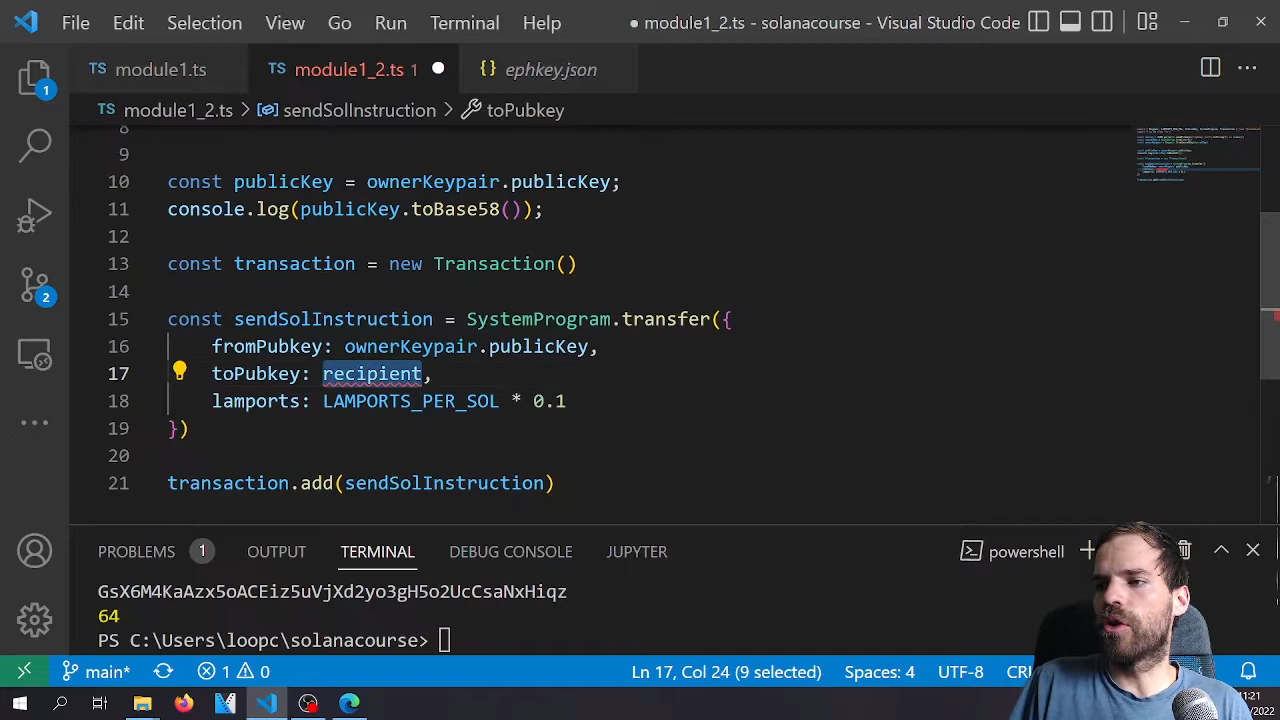 File Edit Selection View Go Run Terminal Help ● module1_2.ts - solanacourse - Visual Studio Code
TS module1.ts TS module1_2.ts 1 ● {} ephkey.json ···
TS module1_2.ts > sendSolInstruction > toPubkey
8
9
10 const publicKey = ownerKeypair.publicKey;
11 console.log(publicKey.toBase58());
12
13 const transaction = new Transaction()
14
15 const sendSolInstruction = SystemProgram.transfer({
16 fromPubkey: ownerKeypair.publicKey,
17 toPubkey: recipient,
18 lamports: LAMPORTS_PER_SOL * 0.1
19 })
20
21 transaction.add(sendSolInstruction)
1
2
PROBLEMS 1 OUTPUT TERMINAL DEBUG CONSOLE JUPYTER powershell
GsX6M4KaAzx5oACEiz5uVjXd2yo3gH5o2UcCsaNxHiqz
64
PS C:\Users\loopc\solanacourse>
main* 1 0 Ln 17, Col 24 (9 selected) Spaces: 4 UTF-8